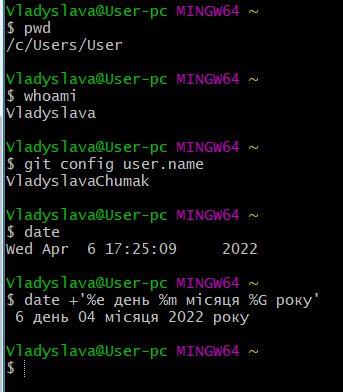 Vladyslava@User-pc MINGW64 ~
$ pwd
/c/Users/User
Vladyslava@User-pc MINGW64 ~
$ whoami
Vladyslava
Vladyslava@User-pc MINGW64 ~
$ git config user.name
VladyslavaChumak
Vladyslava@User-pc MINGW64 ~
$ date
Wed Apr  6 17:25:09     2022
Vladyslava@User-pc MINGW64 ~
$ date +'%e день %m місяця %G року'
 6 день 04 місяця 2022 року
Vladyslava@User-pc MINGW64 ~
$